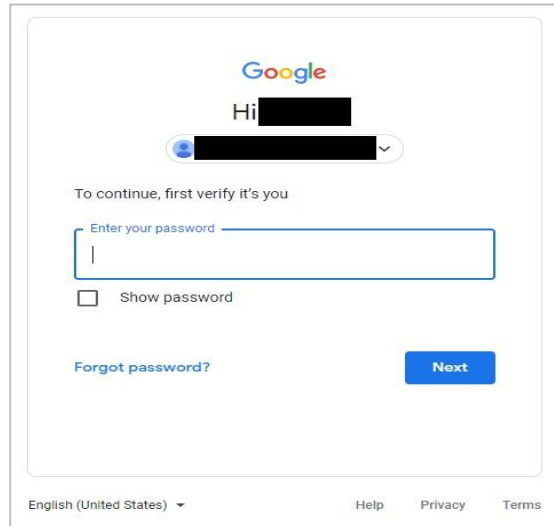 Google
Hi
To continue, first verify it's you
Enter your password
Show password
Forgot password? Next
English (United States) Help Privacy Terms